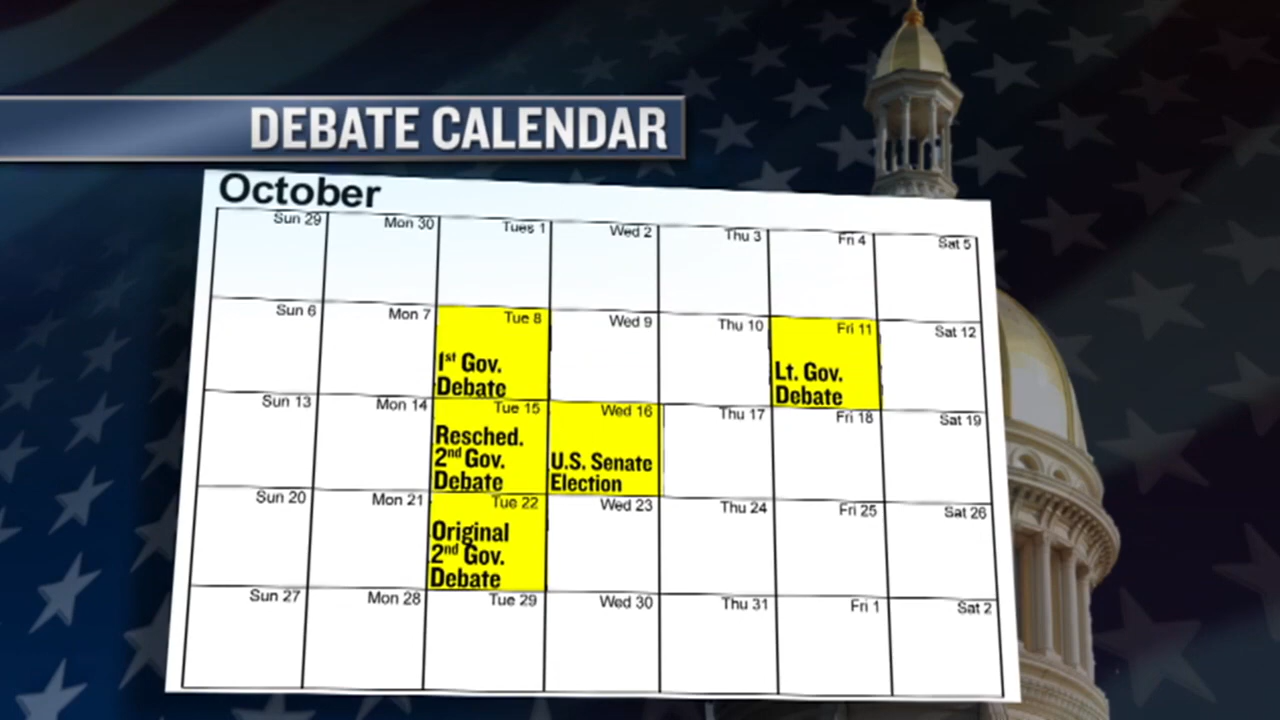 DEBATE CALENDAR
October
Sun 29 Mon 30 Tues 1 Wed 2 Thu 3 Fri 4 Sat 5
Sun 6 Mon 7 Tue 8 Wed 9 Thu 10 Fri 11 Sat 12
1st Gov.
Debate
Lt. Gov.
Debate
Sun 13 Mon 14 Tue 15 Wed 16 Thu 17 Fri 18 Sat 19
Resched.
2nd Gov.
Debate
U.S. Senate
Election
Sun 20 Mon 21 Tue 22 Wed 23 Thu 24 Fri 25 Sat 26
Original
2nd Gov.
Debate
Sun 27 Mon 28 Tue 29 Wed 30 Thu 31 Fri 1 Sat 2